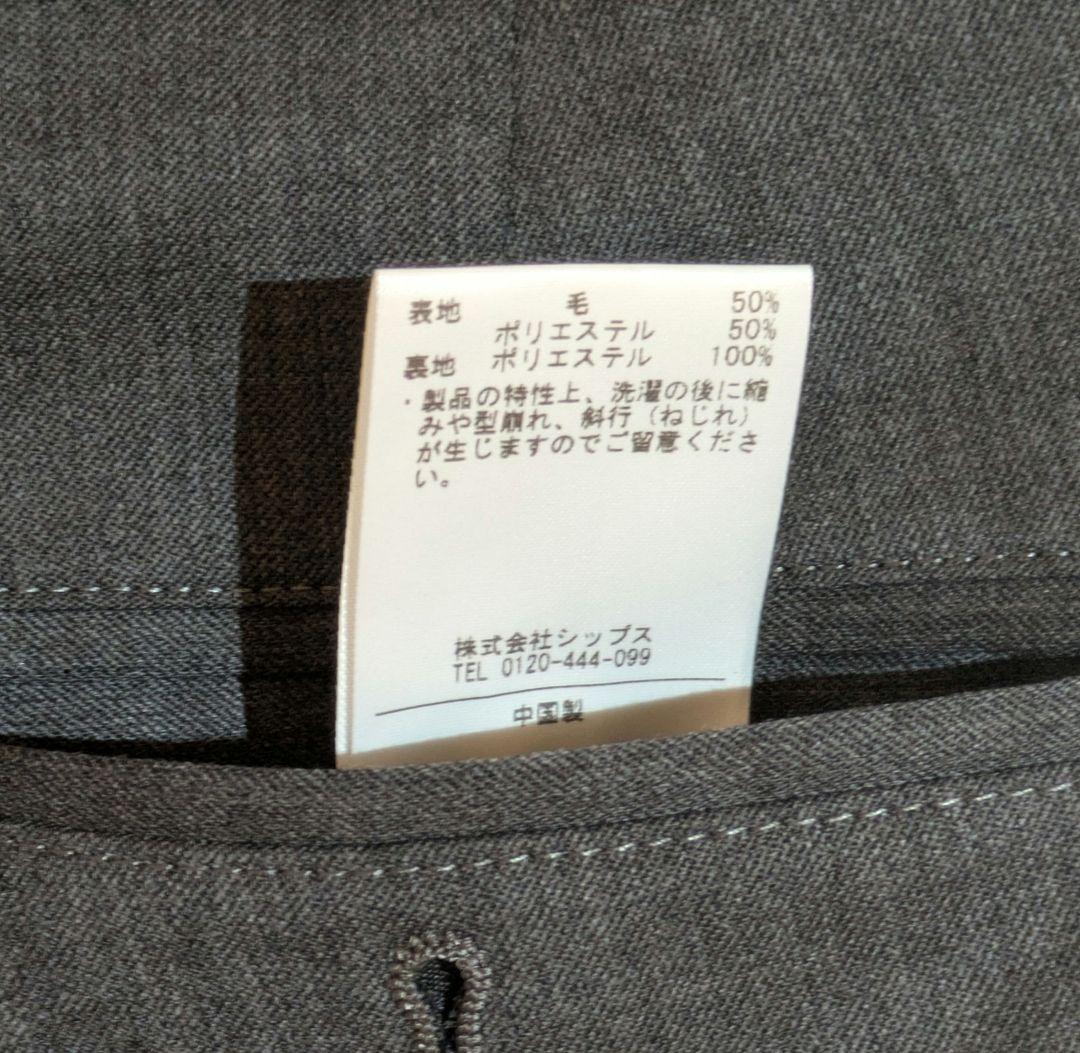 表地 毛 50%
ポリエステル 50%
裏地 ポリエステル 100%
・製品の特性上、洗濯の後に縮
みや型崩れ、斜行(ねじれ)
が生じますのでご留意くださ
い。
株式会社シップス
TEL 0120-444-099
中国製